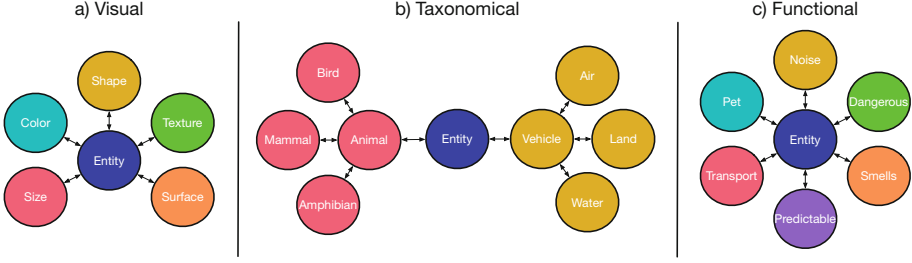 a) Visual
b) Taxonomical
c) Functional
Shape
Color
Texture
Entity
Size
Surface
Bird
Air
Mammal
Animal
Entity
Vehicle
Land
Amphibian
Water
Noise
Pet
Dangerous
Entity
Transport
Smells
Predictable